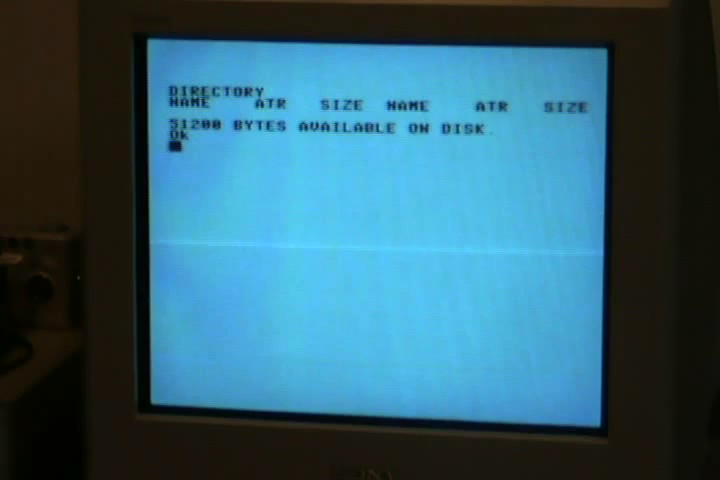 DIRECTORY
NAME ATR SIZE NAME ATR SIZE
51200 BYTES AVAILABLE ON DISK.
Ok